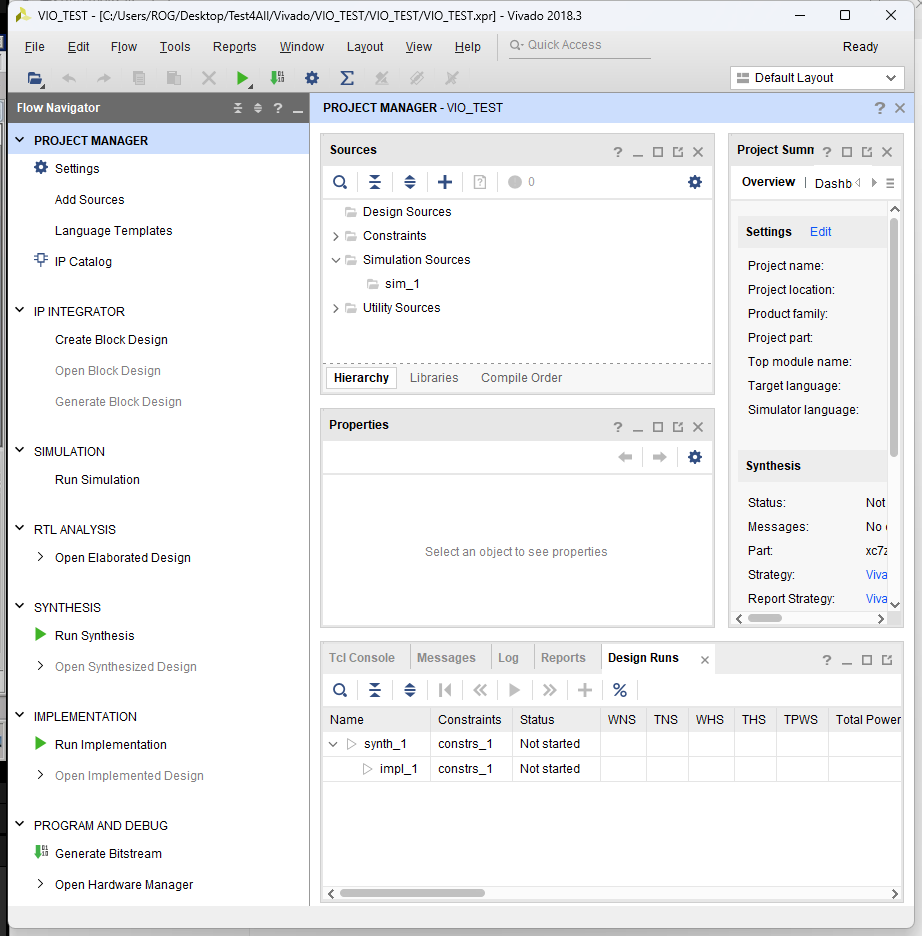 VIO_TEST - [C:/Users/ROG/Desktop/Test4All/Vivado/VIO_TEST/VIO_TEST/VIO_TEST.xpr] - Vivado 2018.3
File Edit Flow Tools Reports Window Layout View Help Quick Access Ready
Default Layout
Flow Navigator
PROJECT MANAGER
Settings
Add Sources
Language Templates
IP Catalog
IP INTEGRATOR
Create Block Design
Open Block Design
Generate Block Design
SIMULATION
Run Simulation
RTL ANALYSIS
Open Elaborated Design
SYNTHESIS
Run Synthesis
Open Synthesized Design
IMPLEMENTATION
Run Implementation
Open Implemented Design
PROGRAM AND DEBUG
Generate Bitstream
Open Hardware Manager
PROJECT MANAGER - VIO_TEST
Sources
0
Design Sources
Constraints
Simulation Sources
sim_1
Utility Sources
Hierarchy Libraries Compile Order
Properties
Select an object to see properties
Project Summ
Overview Dashb
Settings Edit
Project name:
Project location:
Product family:
Project part:
Top module name:
Target language:
Simulator language:
Synthesis
Status: Not
Messages: No
Part: xc7z
Strategy: Viva
Report Strategy: Viva
Tcl Console Messages Log Reports Design Runs
Name Constraints Status WNS TNS WHS THS TPWS Total Power
synth_1 constrs_1 Not started
impl_1 constrs_1 Not started